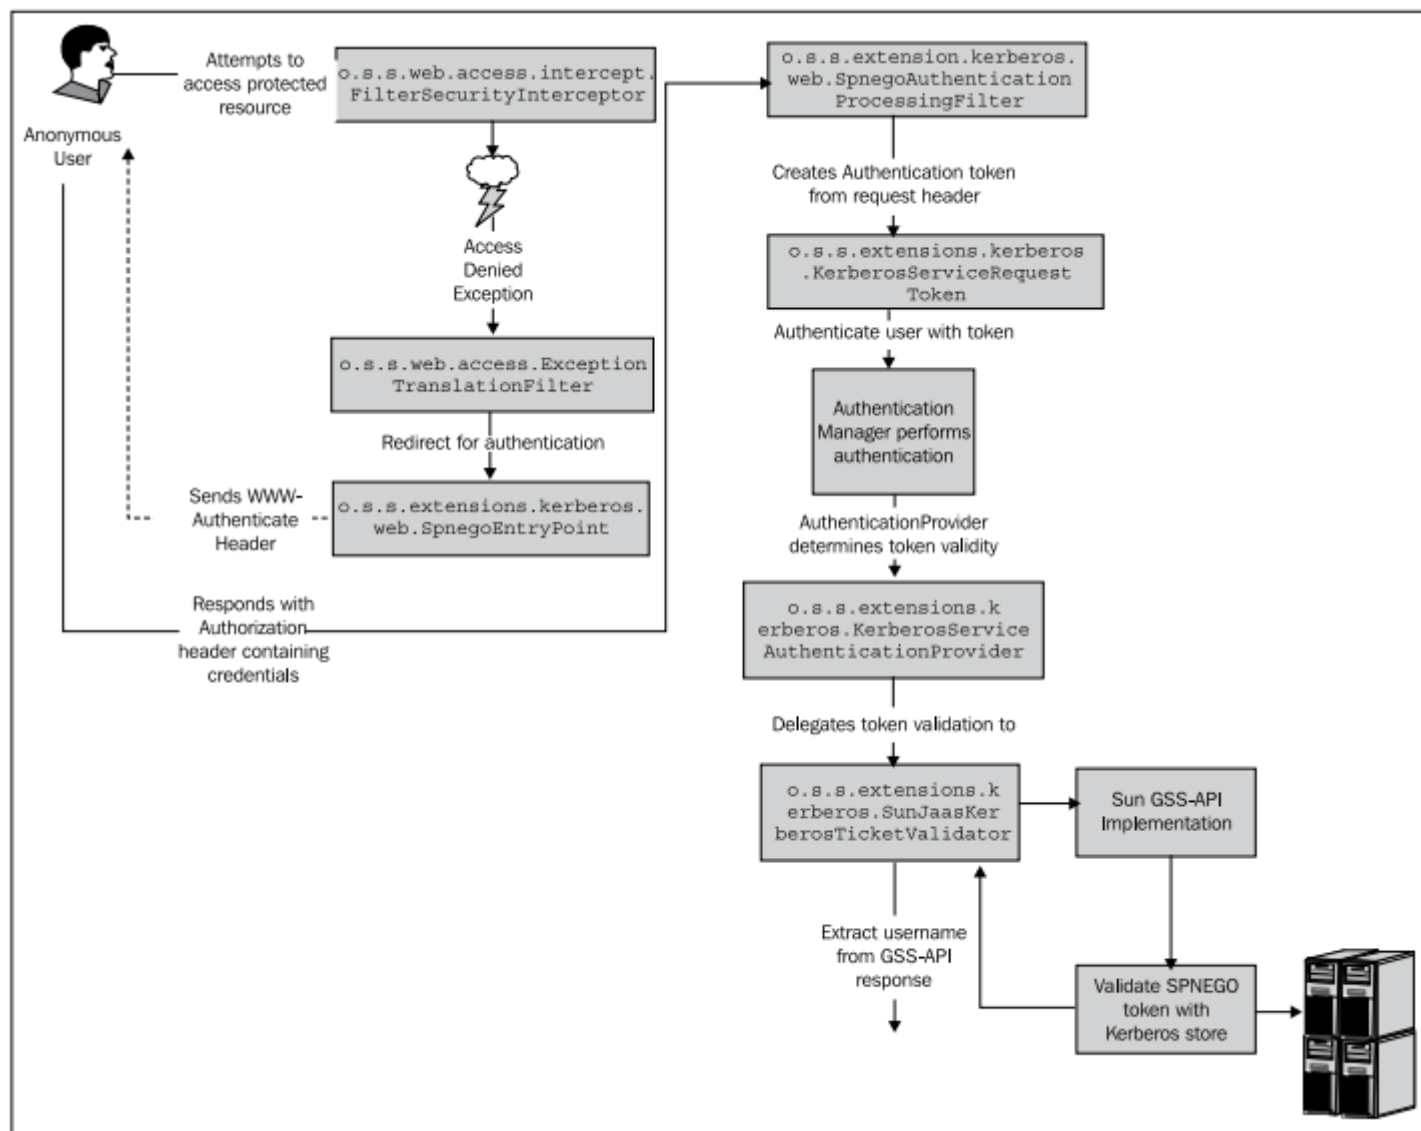 Attempts to
access protected
resource
o.s.s.web.access.intercept.
FilterSecurityInterceptor
Anonymous
User
Access
Denied
Exception
o.s.s.web.access.Exception
TranslationFilter
Redirect for authentication
o.s.s.extensions.kerberos.
web.SpnegoEntryPoint
Sends WWW-
Authenticate
Header
Responds with
Authorization
header containing
credentials
o.s.s.extension.kerberos.
web.SpnegoAuthentication
ProcessingFilter
Creates Authentication token
from request header
o.s.s.extensions.kerberos
.KerberosServiceRequest
Token
Authenticate user with token
Authentication
Manager performs
authentication
AuthenticationProvider
determines token validity
o.s.s.extensions.k
erberos.KerberosService
AuthenticationProvider
Delegates token validation to
o.s.s.extensions.k
erberos.SunJaasKer
berosTicketValidator
Sun GSS-API
Implementation
Extract username
from GSS-API
response
Validate SPNEGO
token with
Kerberos store